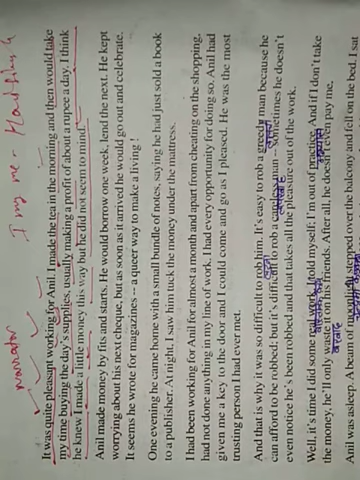 narrator
I my me - Hari Singh
It was quite pleasant working for Anil. I made the tea in the morning and then would take
my time buying the day's supplies, usually making a profit of about a rupee a day. I think
he knew I made a little money this way but he did not seem to mind.
Anil made money by fits and starts. He would borrow one week, lend the next. He kept
worrying about his next cheque, but as soon as it arrived he would go out and celebrate.
It seems he wrote for magazines -- a queer way to make a living !
One evening he came home with a small bundle of notes, saying he had just sold a book
to a publisher. At night, I saw him tuck the money under the mattress.
I had been working for Anil for almost a month and apart from cheating on the shopping,
had not done anything in my line of work. I had every opportunity for doing so. Anil had
given me a key to the door and I could come and go as I pleased. He was the most
trusting person I had ever met.
And that is why it was so difficult to rob him. It's easy to rob a greedy man because he
can afford to be robbed; but it's difficult to rob a man -- sometimes he doesn't
even notice he's been robbed and that takes all the pleasure out of the work.
Well, it's time I did some real work, I told myself; I'm out of practice. And if I don't take
the money, he'll only waste it on his friends. After all, he doesn't even pay me.
Anil was asleep. A beam of moonlight stepped over the balcony and fell on the bed. I sat